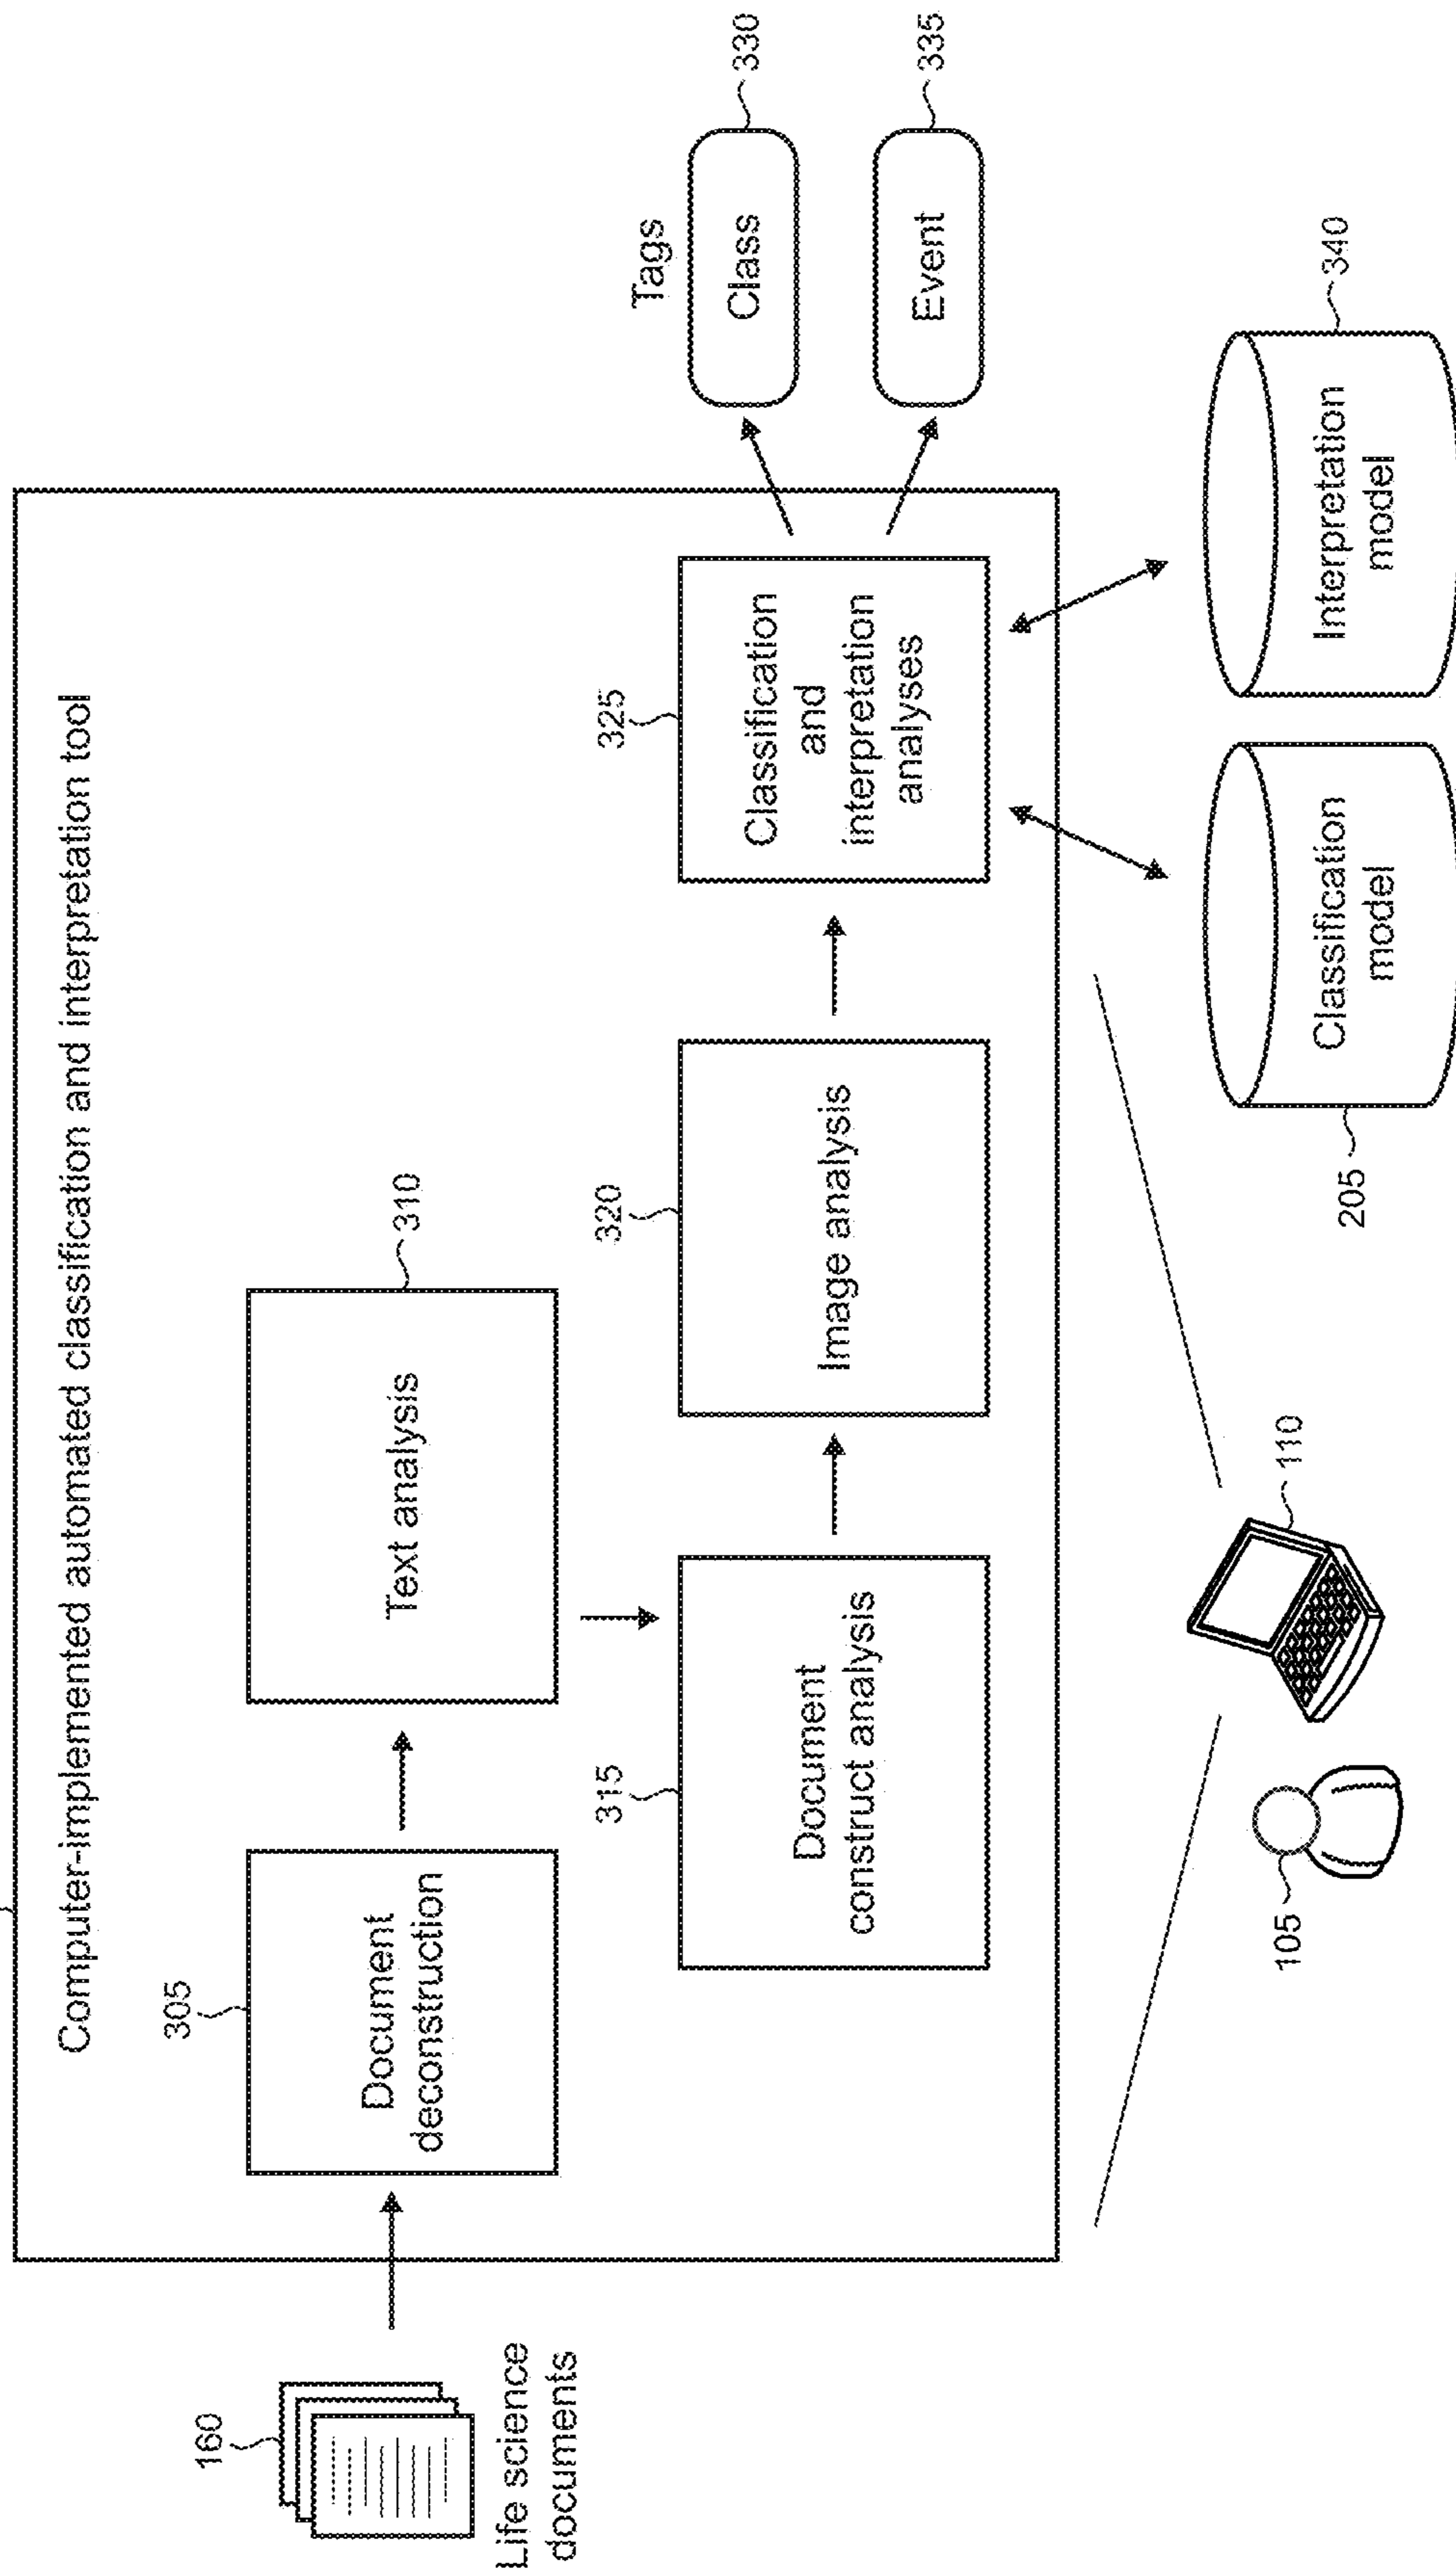 Computer-implemented automated classification and interpretation tool
160
Life science
documents
305
Document
deconstruction
Text analysis
310
315
Document
construct analysis
320
Image analysis
325
Classification
and
interpretation
analyses
Tags
Class
330
Event
335
105
110
205
Classification
model
Interpretation
model
340